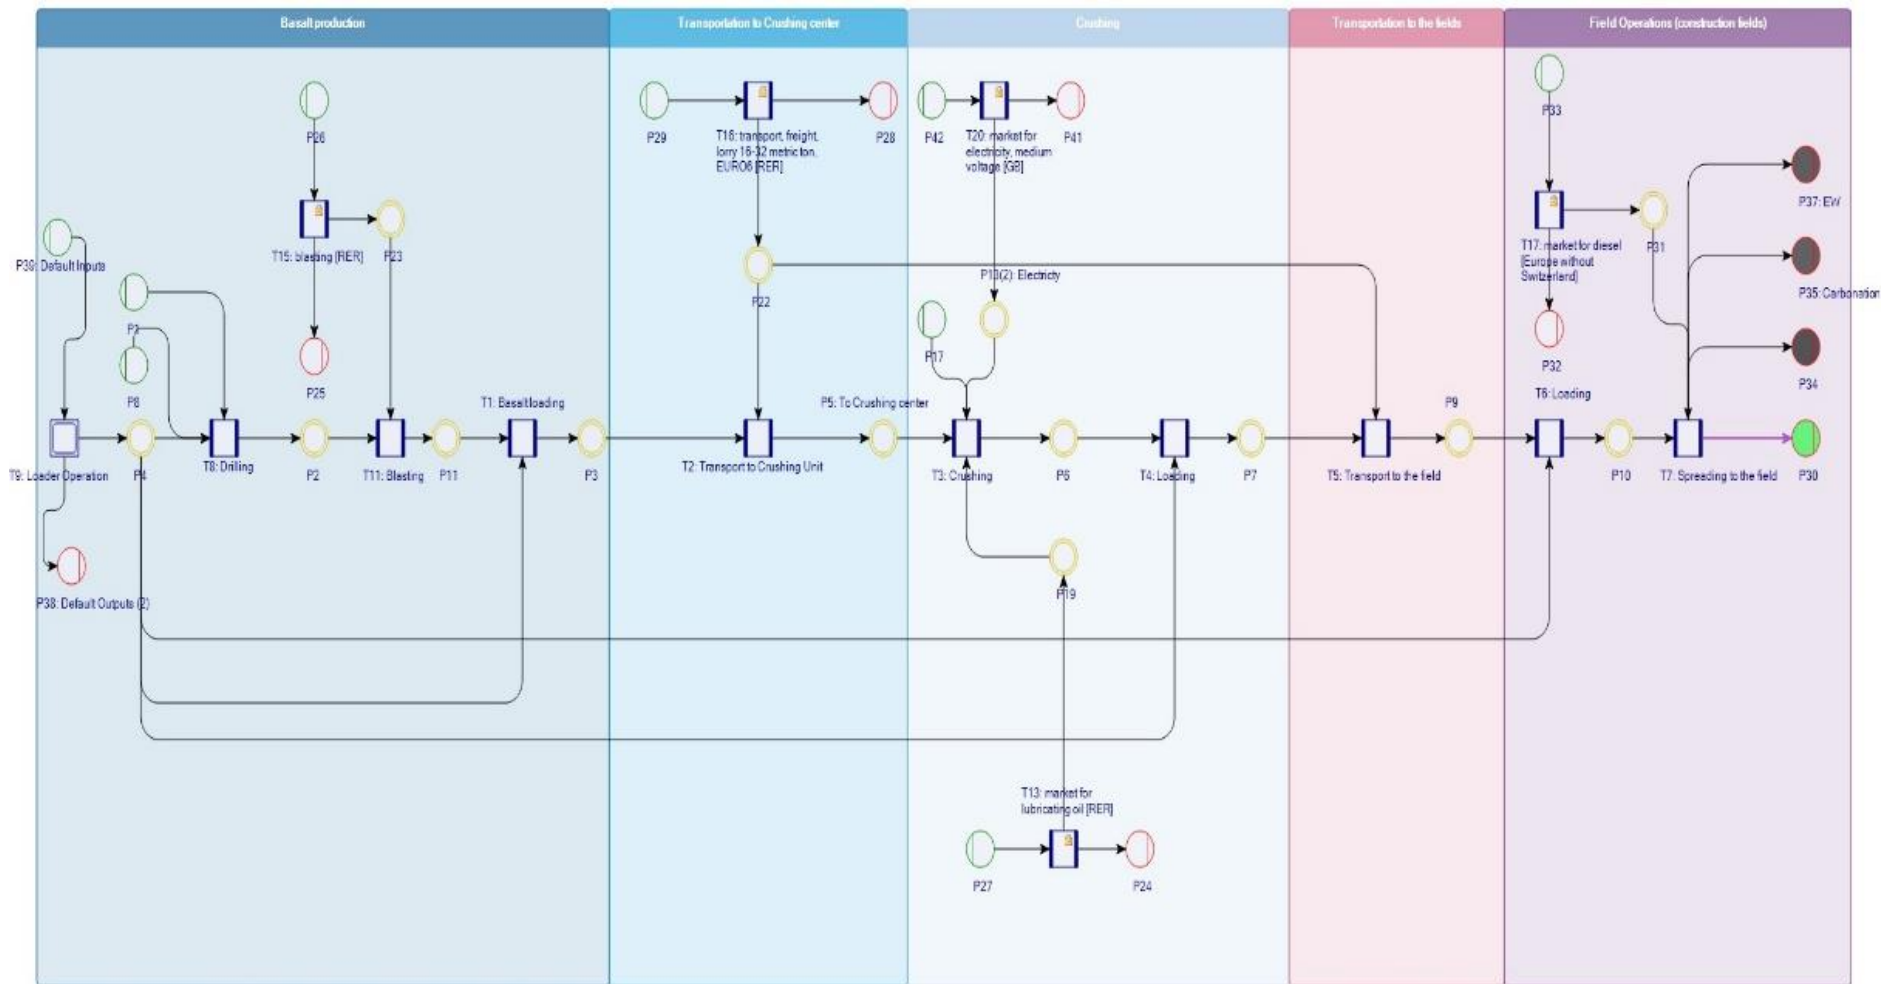 Basalt production
Transportation to Crushing center
Crushing
Transportation to the fields
Field Operations (construction fields)
P26
P29
T16: transport, freight,
lorry 16-32 metric ton,
EURO6 [RER]
P28
P42
T20: market for
electricity, medium
voltage [GB]
P41
P33
P37: EW
P39: Default Inputs
T15: blasting [RER]
P23
P22
P13(2): Electricty
T17: market for diesel
[Europe without
Switzerland]
P31
P35: Carbonation
P8
P25
P17
P32
P34
T1: Basalt loading
P5: To Crushing center
P9
T6: Loading
T9: Loader Operation
P4
T8: Drilling
P2
T11: Blasting
P11
P3
T2: Transport to Crushing Unit
T3: Crushing
P6
T4: Loading
P7
T5: Transport to the field
P10
T7: Spreading to the field
P30
P38: Default Outputs (2)
P19
T13: market for
lubricating oil [RER]
P27
P24